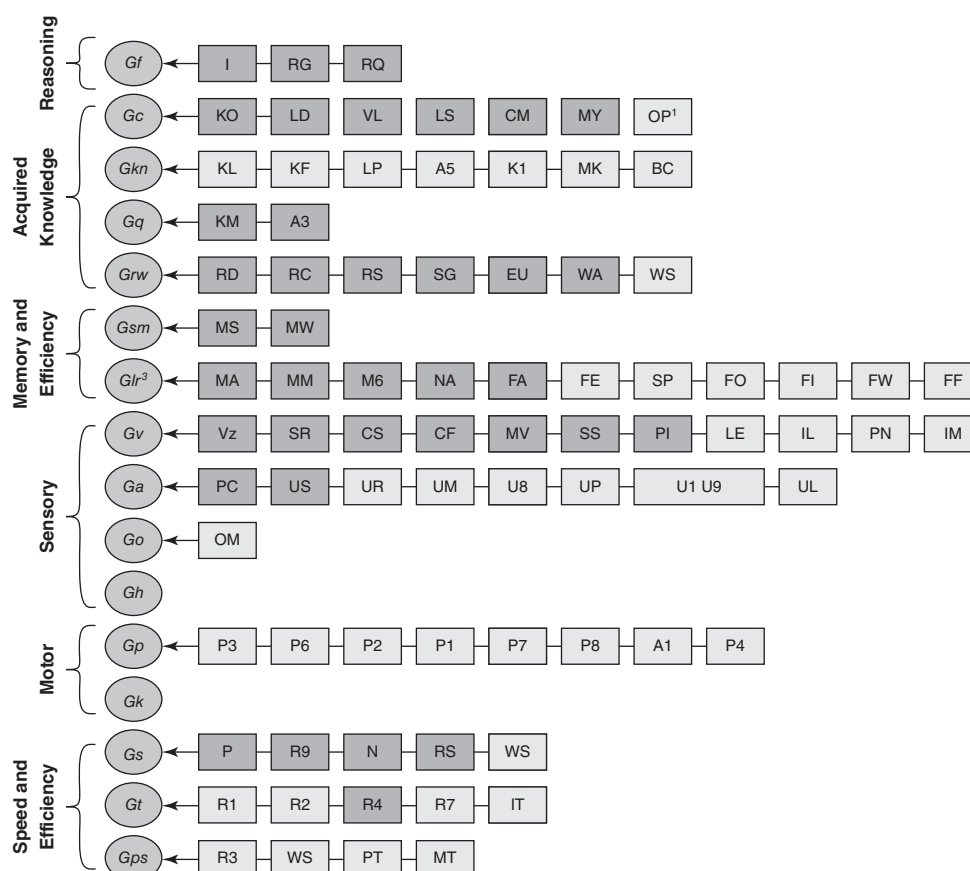 Reasoning
Gf I RG RQ
Acquired
Knowledge
Gc KO LD VL LS CM MY OP¹
Gkn KL KF LP A5 K1 MK BC
Gq KM A3
Grw RD RC RS SG EU WA WS
Memory and
Efficiency
Gsm MS MW
Glr³ MA MM M6 NA FA FE SP FO FI FW FF
Sensory
Gv Vz SR CS CF MV SS PI LE IL PN IM
Ga PC US UR UM U8 UP U1 U9 UL
Go OM
Gh
Motor
Gp P3 P6 P2 P1 P7 P8 A1 P4
Gk
Speed and
Efficiency
Gs P R9 N RS WS
Gt R1 R2 R4 R7 IT
Gps R3 WS PT MT